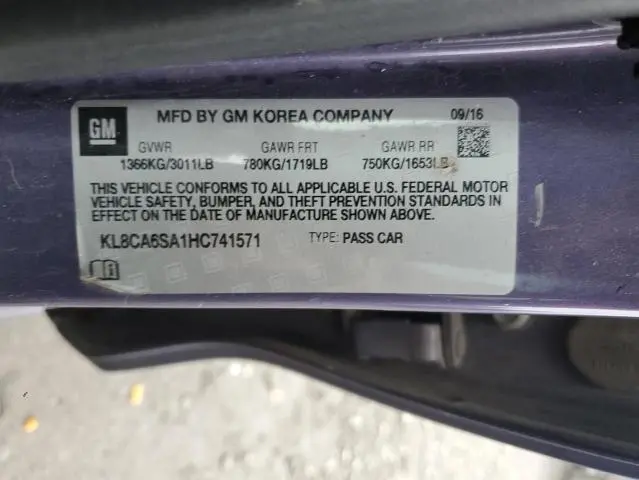 GM
MFD BY GM KOREA COMPANY 09/16
GVWR GAWR FRT GAWR RR
1366KG/3011LB 780KG/1719LB 750KG/1653LB
THIS VEHICLE CONFORMS TO ALL APPLICABLE U.S. FEDERAL MOTOR
VEHICLE SAFETY, BUMPER, AND THEFT PREVENTION STANDARDS IN
EFFECT ON THE DATE OF MANUFACTURE SHOWN ABOVE.
KL8CA6SA1HC741571 TYPE: PASS CAR